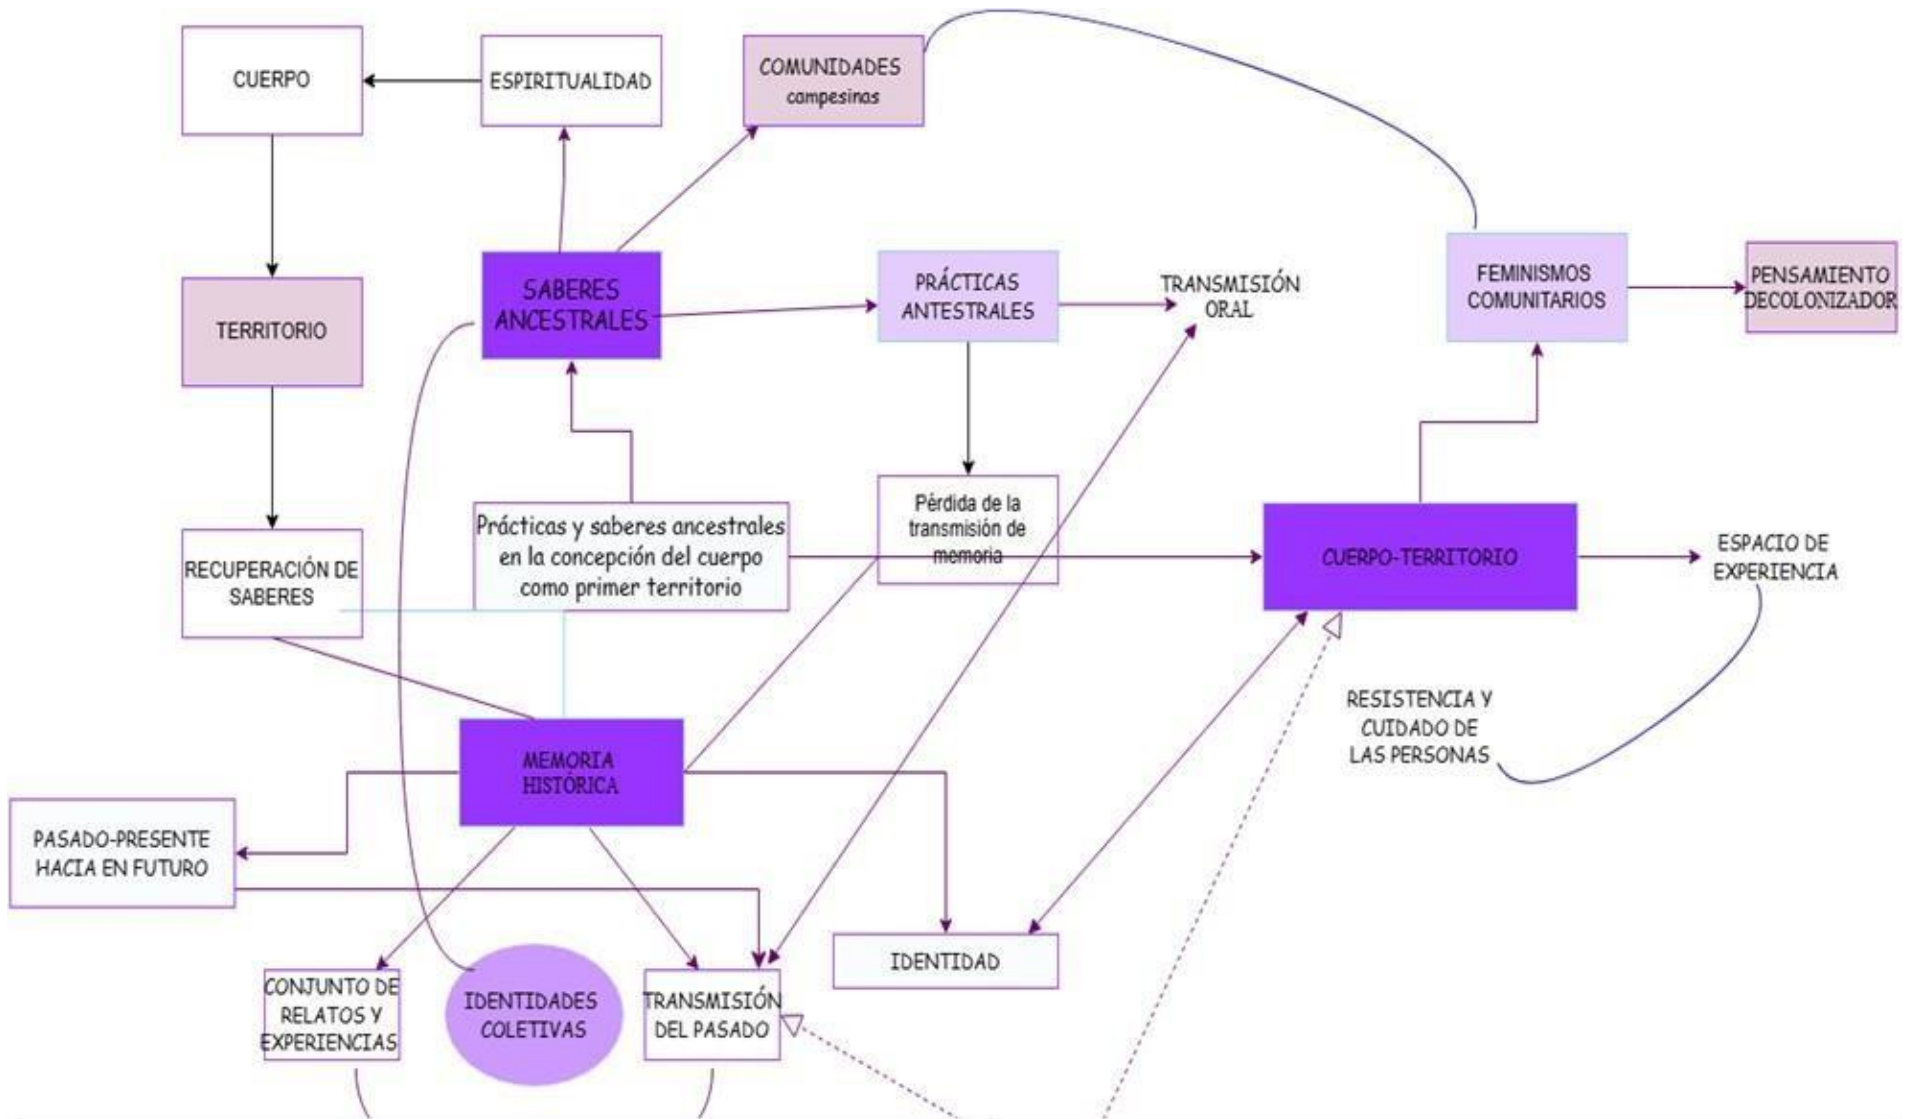 CUERPO
ESPIRITUALIDAD
COMUNIDADES
campesinas
SABERES
ANCESTRALES
PRÁCTICAS
ANTESTRALES
TRANSMISIÓN
ORAL
FEMINISMOS
COMUNITARIOS
PENSAMIENTO
DECOLONIZADOR
TERRITORIO
RECUPERACIÓN DE
SABERES
Prácticas y saberes ancestrales
en la concepción del cuerpo
como primer territorio
Pérdida de la
transmisión de
memoria
CUERPO-TERRITORIO
ESPACIO DE
EXPERIENCIA
RESISTENCIA Y
CUIDADO DE
LAS PERSONAS
MEMORIA
HISTÓRICA
PASADO-PRESENTE
HACIA EN FUTURO
IDENTIDAD
CONJUNTO DE
RELATOS Y
EXPERIENCIAS
IDENTIDADES
COLETIVAS
TRANSMISIÓN
DEL PASADO